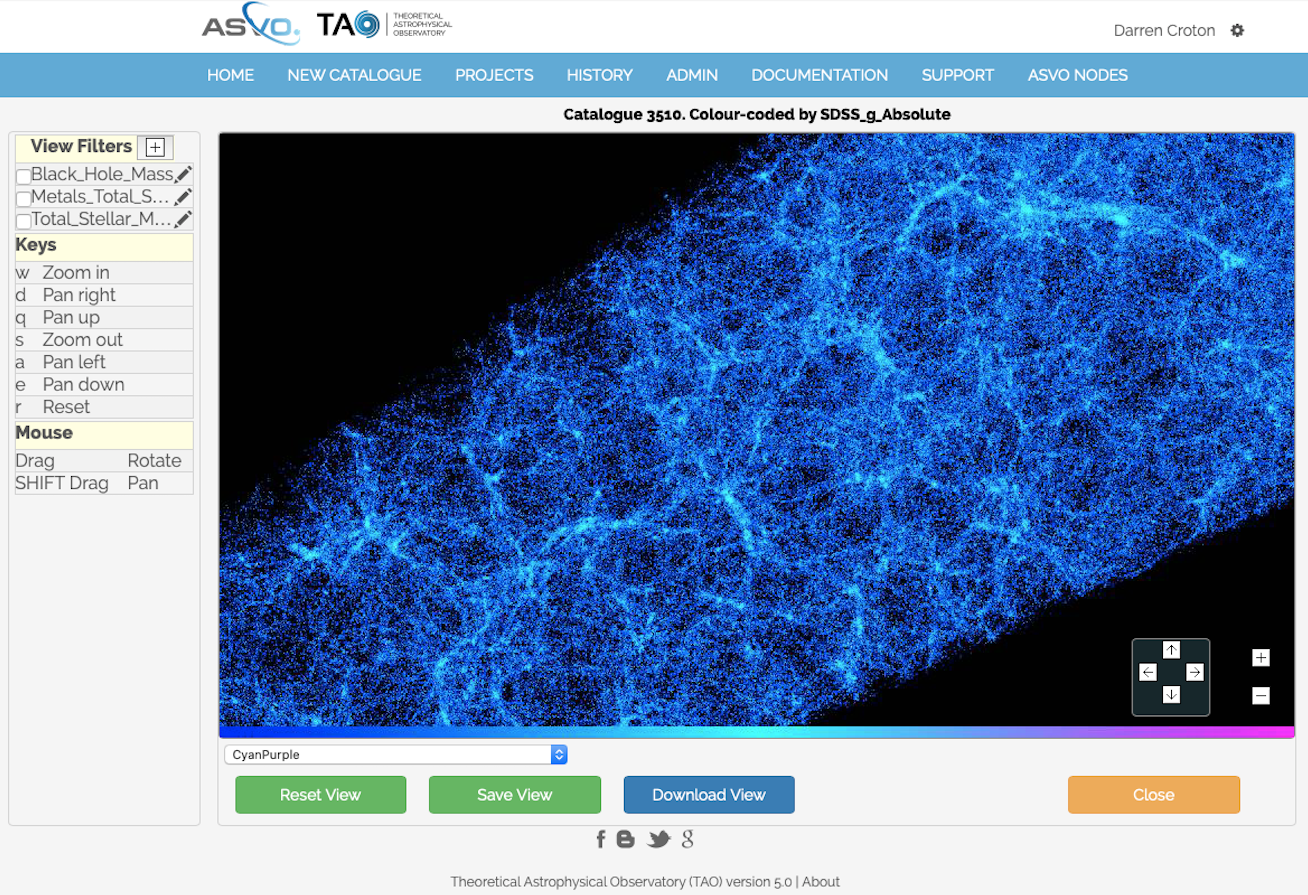 ASVO. TAO THEORETICAL
ASTROPHYSICAL
OBSERVATORY
Darren Croton
HOME NEW CATALOGUE PROJECTS HISTORY ADMIN DOCUMENTATION SUPPORT ASVO NODES
Catalogue 3510. Colour-coded by SDSS_g_Absolute
View Filters
Black_Hole_Mass
Metals_Total_S...
Total_Stellar_M...
Keys
w Zoom in
d Pan right
q Pan up
s Zoom out
a Pan left
e Pan down
r Reset
Mouse
Drag Rotate
SHIFT Drag Pan
CyanPurple
Reset View Save View Download View Close
Theoretical Astrophysical Observatory (TAO) version 5.0 | About